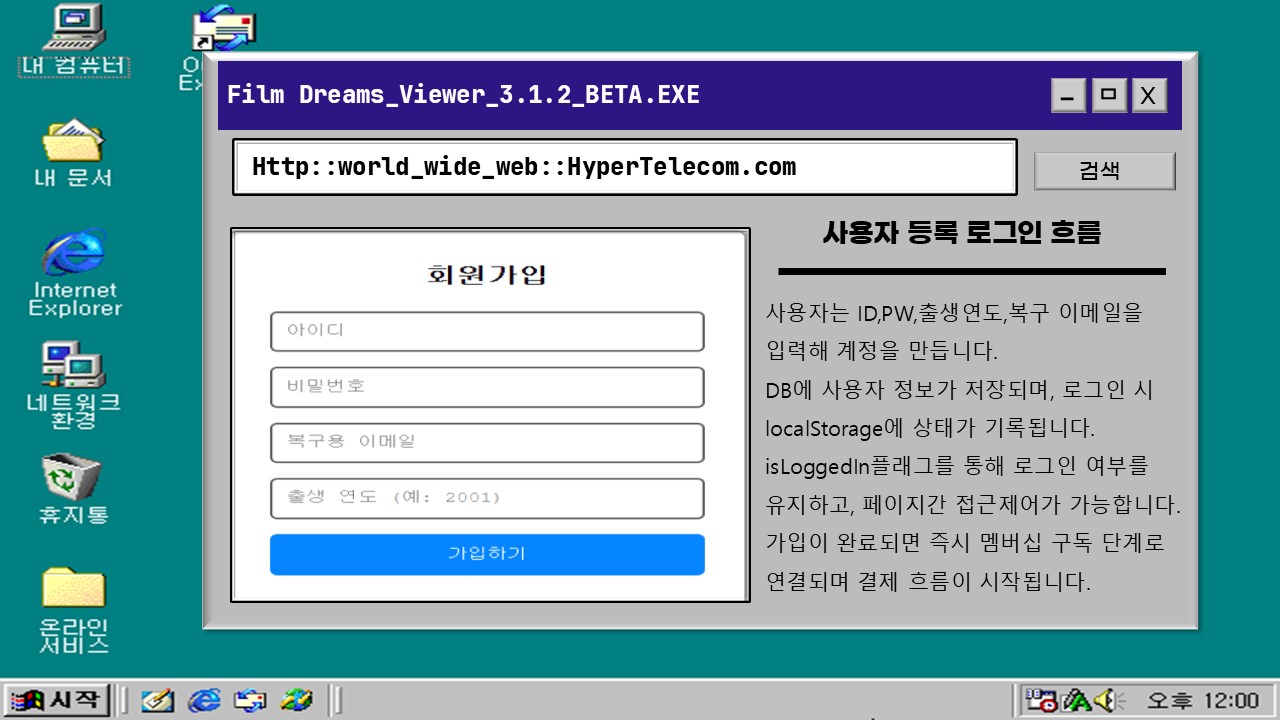 내 컴퓨터
내 문서
Internet
Explorer
네트워크
환경
휴지통
온라인
서비스
Film Dreams_Viewer_3.1.2_BETA.EXE
X
Http::world_wide_web::HyperTelecom.com
검색
회원가입
아이디
비밀번호
복구용 이메일
출생 연도 (예: 2001)
가입하기
사용자 등록 로그인 흐름
사용자는 ID,PW,출생연도,복구 이메일을
입력해 계정을 만듭니다.
DB에 사용자 정보가 저장되며, 로그인 시
localStorage에 상태가 기록됩니다.
isLoggedIn플래그를 통해 로그인 여부를
유지하고, 페이지간 접근제어가 가능합니다.
가입이 완료되면 즉시 멤버십 구독 단계로
연결되며 결제 흐름이 시작됩니다.
시작
오후 12:00